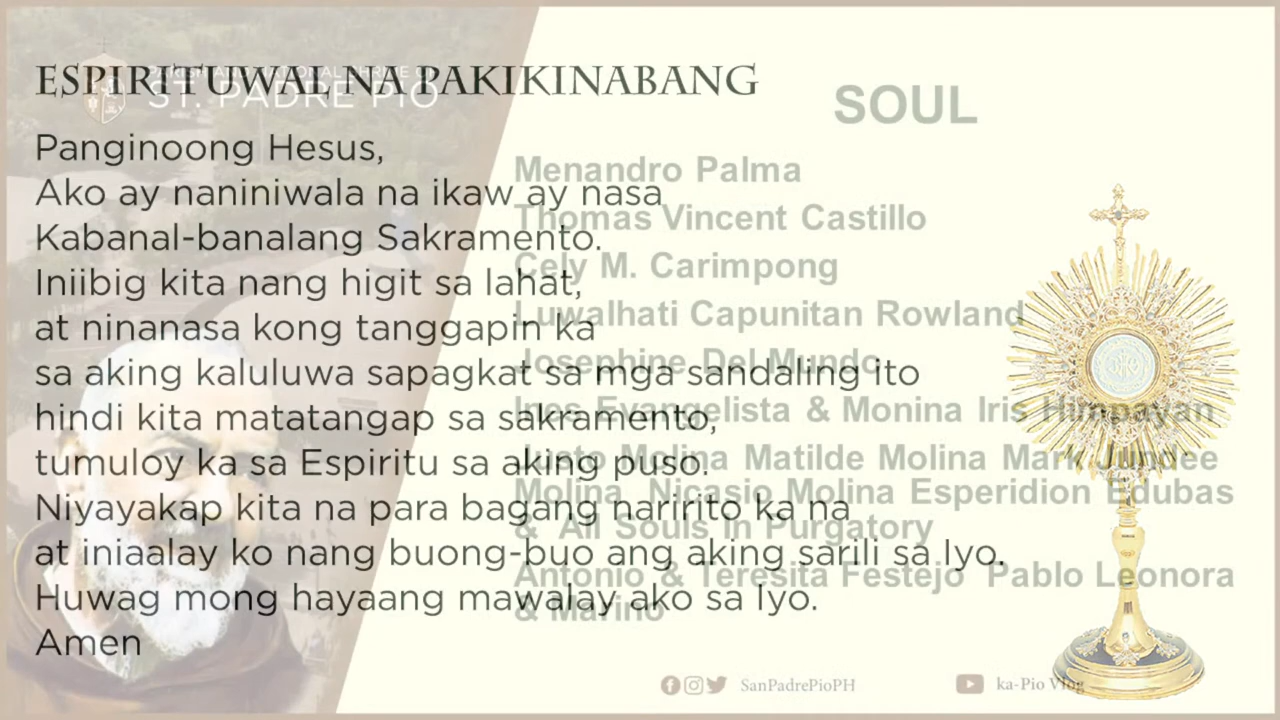 PARISH AND NATIONAL SHRINE OF
ST. PADRE PIO
ESPIRITUWAL NA PAKIKINABANG
Panginoong Hesus,
Ako ay naniniwala na ikaw ay nasa
Kabanal-banalang Sakramento.
Iniibig kita nang higit sa lahat,
at ninanasa kong tanggapin ka
sa aking kaluluwa sapagkat sa mga sandaling ito
hindi kita matatangap sa sakramento,
tumuloy ka sa Espiritu sa aking puso.
Niyayakap kita na para bagang naririto ka na
at iniaalay ko nang buong-buo ang aking sarili sa Iyo.
Huwag mong hayaang mawalay ako sa Iyo.
Amen
SOUL
Menandro Palma
Thomas Vincent Castillo
Cely M. Carimpong
Luwalhati Capunitan Rowland
Josephine Del Mundo
Ines Evangelista & Monina Iris Himpayan
Justo Molina Matilde Molina Mark Jundee
Molina Nicasio Molina Esperidion Edubas
& All Souls In Purgatory
Antonio & Teresita Festejo Pablo Leonora
& Marino
SanPadrePioPH
ka-Pio Vlog